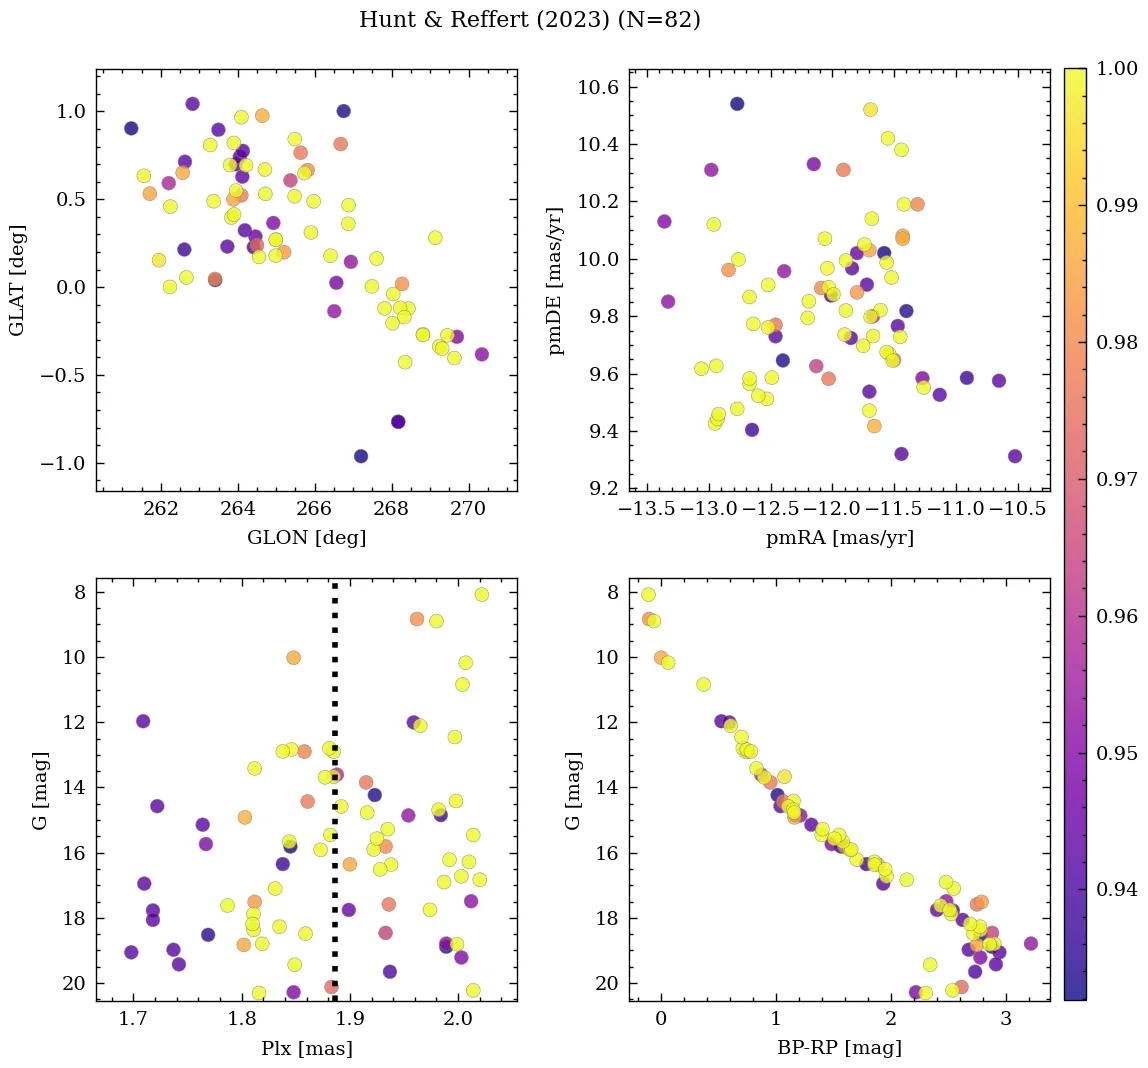 Hunt & Reffert (2023) (N=82)
1.0
0.5
0.0
−0.5
−1.0
GLAT [deg]
262 264 266 268 270
GLON [deg]
10.6
10.4
10.2
10.0
9.8
9.6
9.4
9.2
pmDE [mas/yr]
−13.5 −13.0 −12.5 −12.0 −11.5 −11.0 −10.5
pmRA [mas/yr]
8
10
12
14
16
18
20
G [mag]
1.7 1.8 1.9 2.0
Plx [mas]
8
10
12
14
16
18
20
G [mag]
0 1 2 3
BP-RP [mag]
1.00
0.99
0.98
0.97
0.96
0.95
0.94